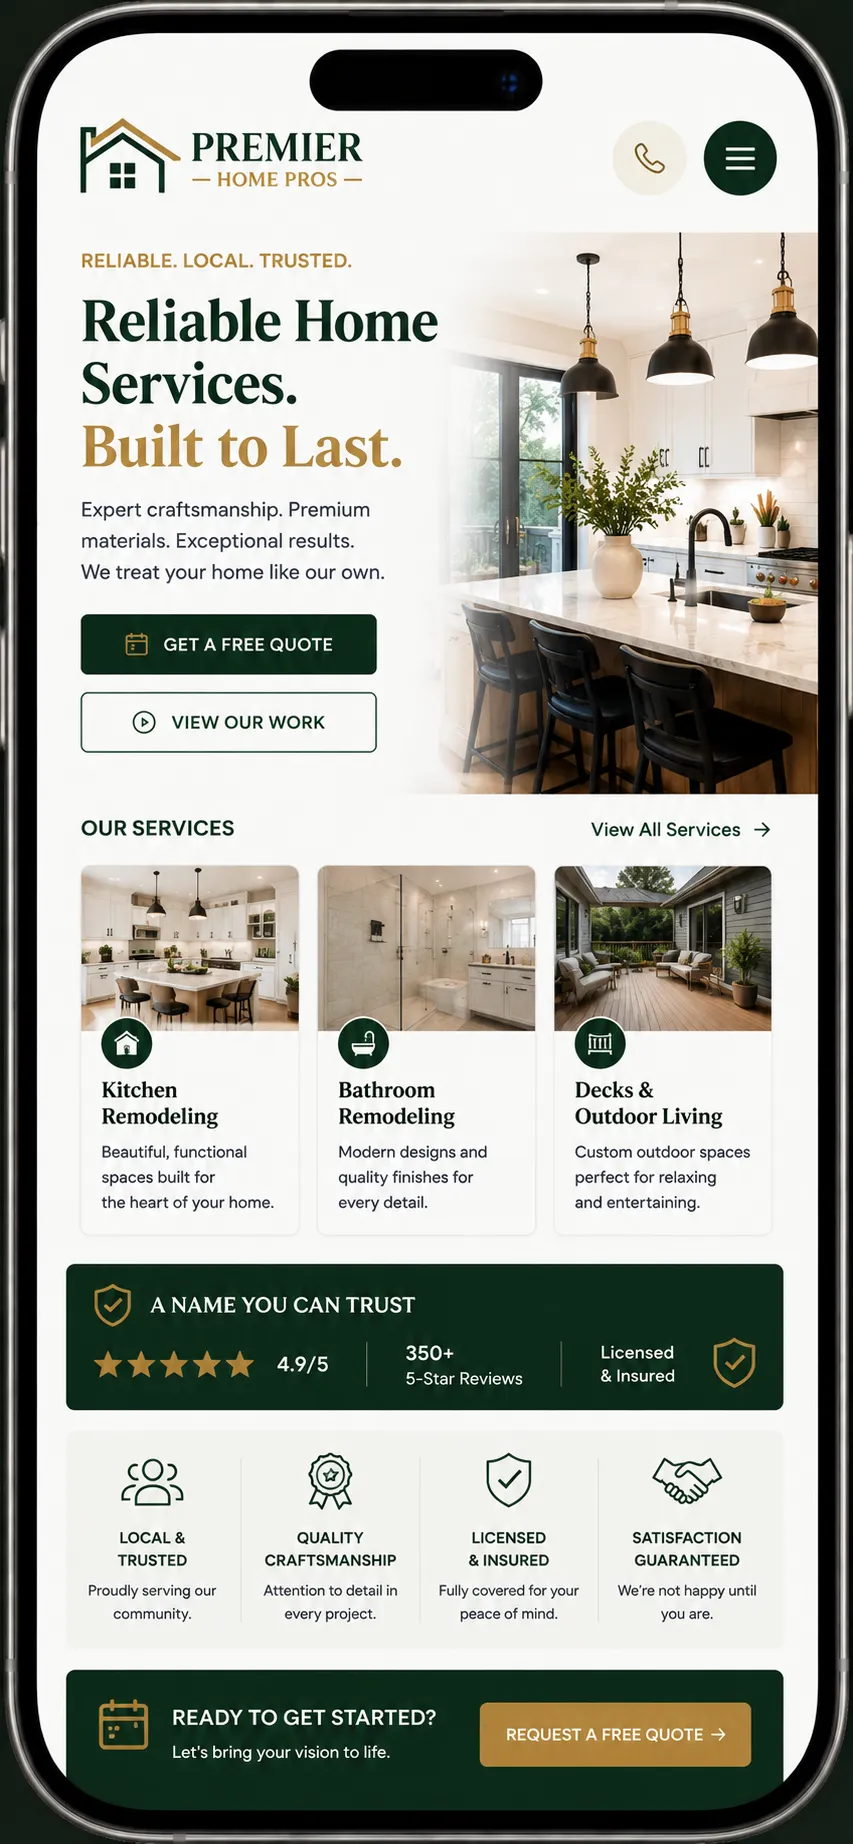 PREMIER
HOME PROS
RELIABLE. LOCAL. TRUSTED.
Reliable Home
Services.
Built to Last.
Expert craftsmanship. Premium
materials. Exceptional results.
We treat your home like our own.
GET A FREE QUOTE
VIEW OUR WORK
OUR SERVICES
View All Services →
Kitchen
Remodeling
Beautiful, functional
spaces built for
the heart of your home.
Bathroom
Remodeling
Modern designs and
quality finishes for
every detail.
Decks &
Outdoor Living
Custom outdoor spaces
perfect for relaxing
and entertaining.
A NAME YOU CAN TRUST
4.9/5
350+
5-Star Reviews
Licensed
& Insured
LOCAL &
TRUSTED
Proudly serving our
community.
QUALITY
CRAFTSMANSHIP
Attention to detail in
every project.
LICENSED
& INSURED
Fully covered for your
peace of mind.
SATISFACTION
GUARANTEED
We're not happy until
you are.
READY TO GET STARTED?
Let's bring your vision to life.
REQUEST A FREE QUOTE →